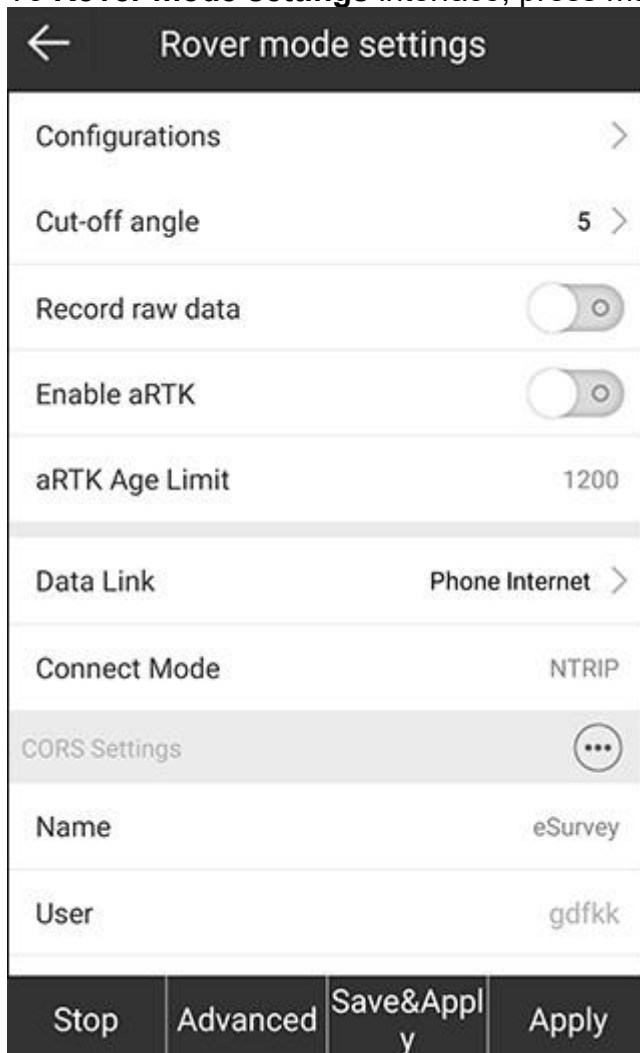 Rover mode settings
Configurations
Cut-off angle 5
Record raw data
Enable aRTK
aRTK Age Limit 1200
Data Link Phone Internet
Connect Mode NTRIP
CORS Settings
Name eSurvey
User gdfkk
Stop Advanced Save&Appl
y Apply